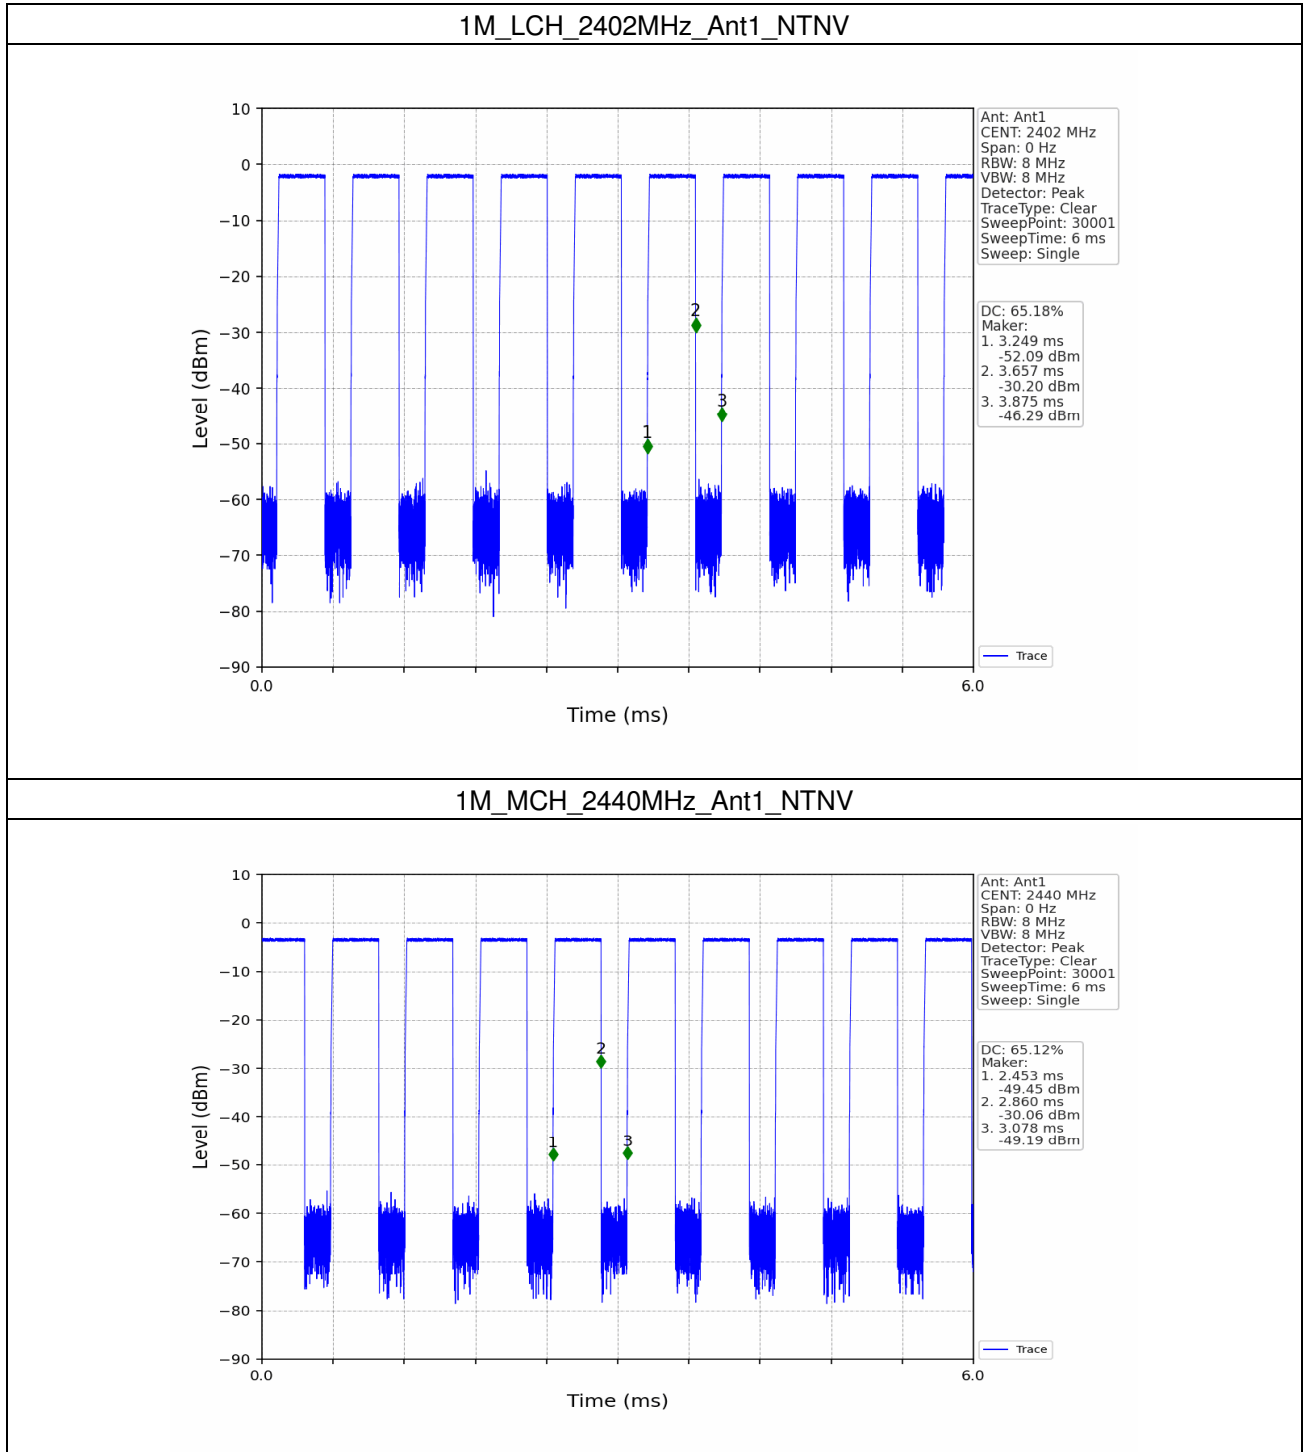 1M_LCH_2402MHz_Ant1_NTNV
10
0
−10
−20
−30
−40
−50
−60
−70
−80
−90
Level (dBm)
0.0
6.0
Time (ms)
1
2
3
Ant: Ant1
CENT: 2402 MHz
Span: 0 Hz
RBW: 8 MHz
VBW: 8 MHz
Detector: Peak
TraceType: Clear
SweepPoint: 30001
SweepTime: 6 ms
Sweep: Single
DC: 65.18%
Maker:
1. 3.249 ms
-52.09 dBm
2. 3.657 ms
-30.20 dBm
3. 3.875 ms
-46.29 dBm
Trace
1M_MCH_2440MHz_Ant1_NTNV
10
0
−10
−20
−30
−40
−50
−60
−70
−80
−90
Level (dBm)
0.0
6.0
Time (ms)
1
2
3
Ant: Ant1
CENT: 2440 MHz
Span: 0 Hz
RBW: 8 MHz
VBW: 8 MHz
Detector: Peak
TraceType: Clear
SweepPoint: 30001
SweepTime: 6 ms
Sweep: Single
DC: 65.12%
Maker:
1. 2.453 ms
-49.45 dBm
2. 2.860 ms
-30.06 dBm
3. 3.078 ms
-49.19 dBm
Trace